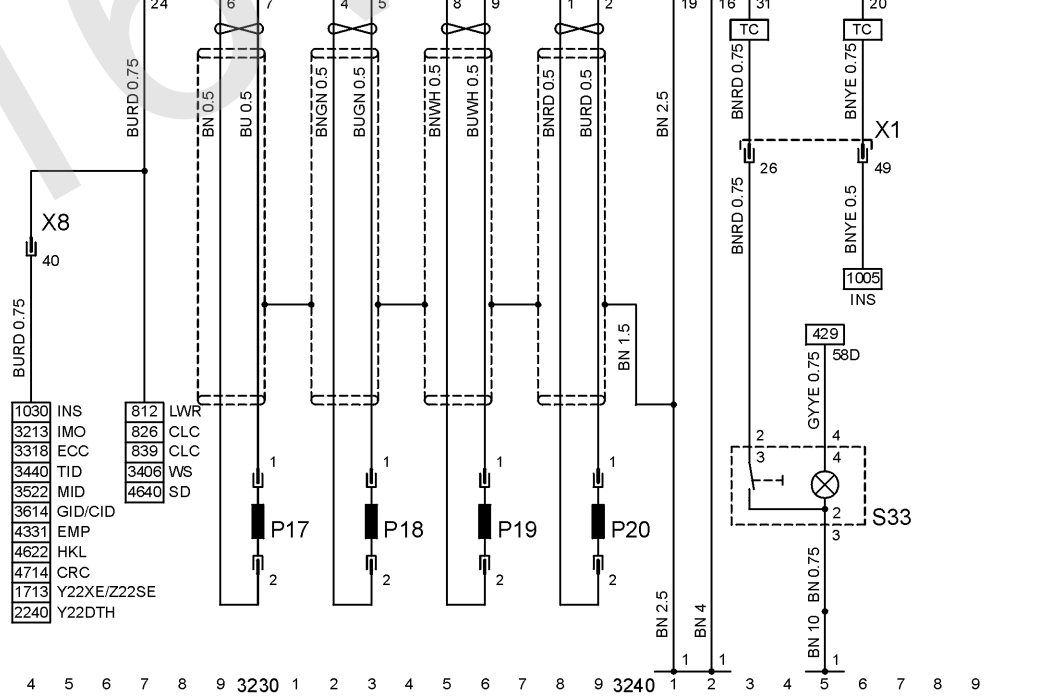 24 6 7 4 5 8 9 1 2 19 16 31 20
TC TC
BURD 0.75
BN 0.5
BU 0.5
BNGN 0.5
BUGN 0.5
BNWH 0.5
BUWH 0.5
BNRD 0.5
BURD 0.5
BN 2.5
BNRD 0.75
BNYE 0.75
X1
26 49
BNRD 0.75
BNYE 0.5
X8
40
1005
INS
BURD 0.75
BN 1.5
429
58D
GYYE 0.75
1030 INS
3213 IMO
3318 ECC
3440 TID
3522 MID
3614 GID/CID
4331 EMP
4622 HKL
4714 CRC
1713 Y22XE/Z22SE
2240 Y22DTH
812 LWR
826 CLC
839 CLC
3406 WS
4640 SD
1 1 1 1
P17 P18 P19 P20
2 2 2 2
2 4
3 4
2
S33
3
BN 2.5
BN 4
BN 0.75
BN 10
1 1 1
4 5 6 7 8 9 3230 1 2 3 4 5 6 7 8 9 3240 1 2 3 4 5 6 7 8 9